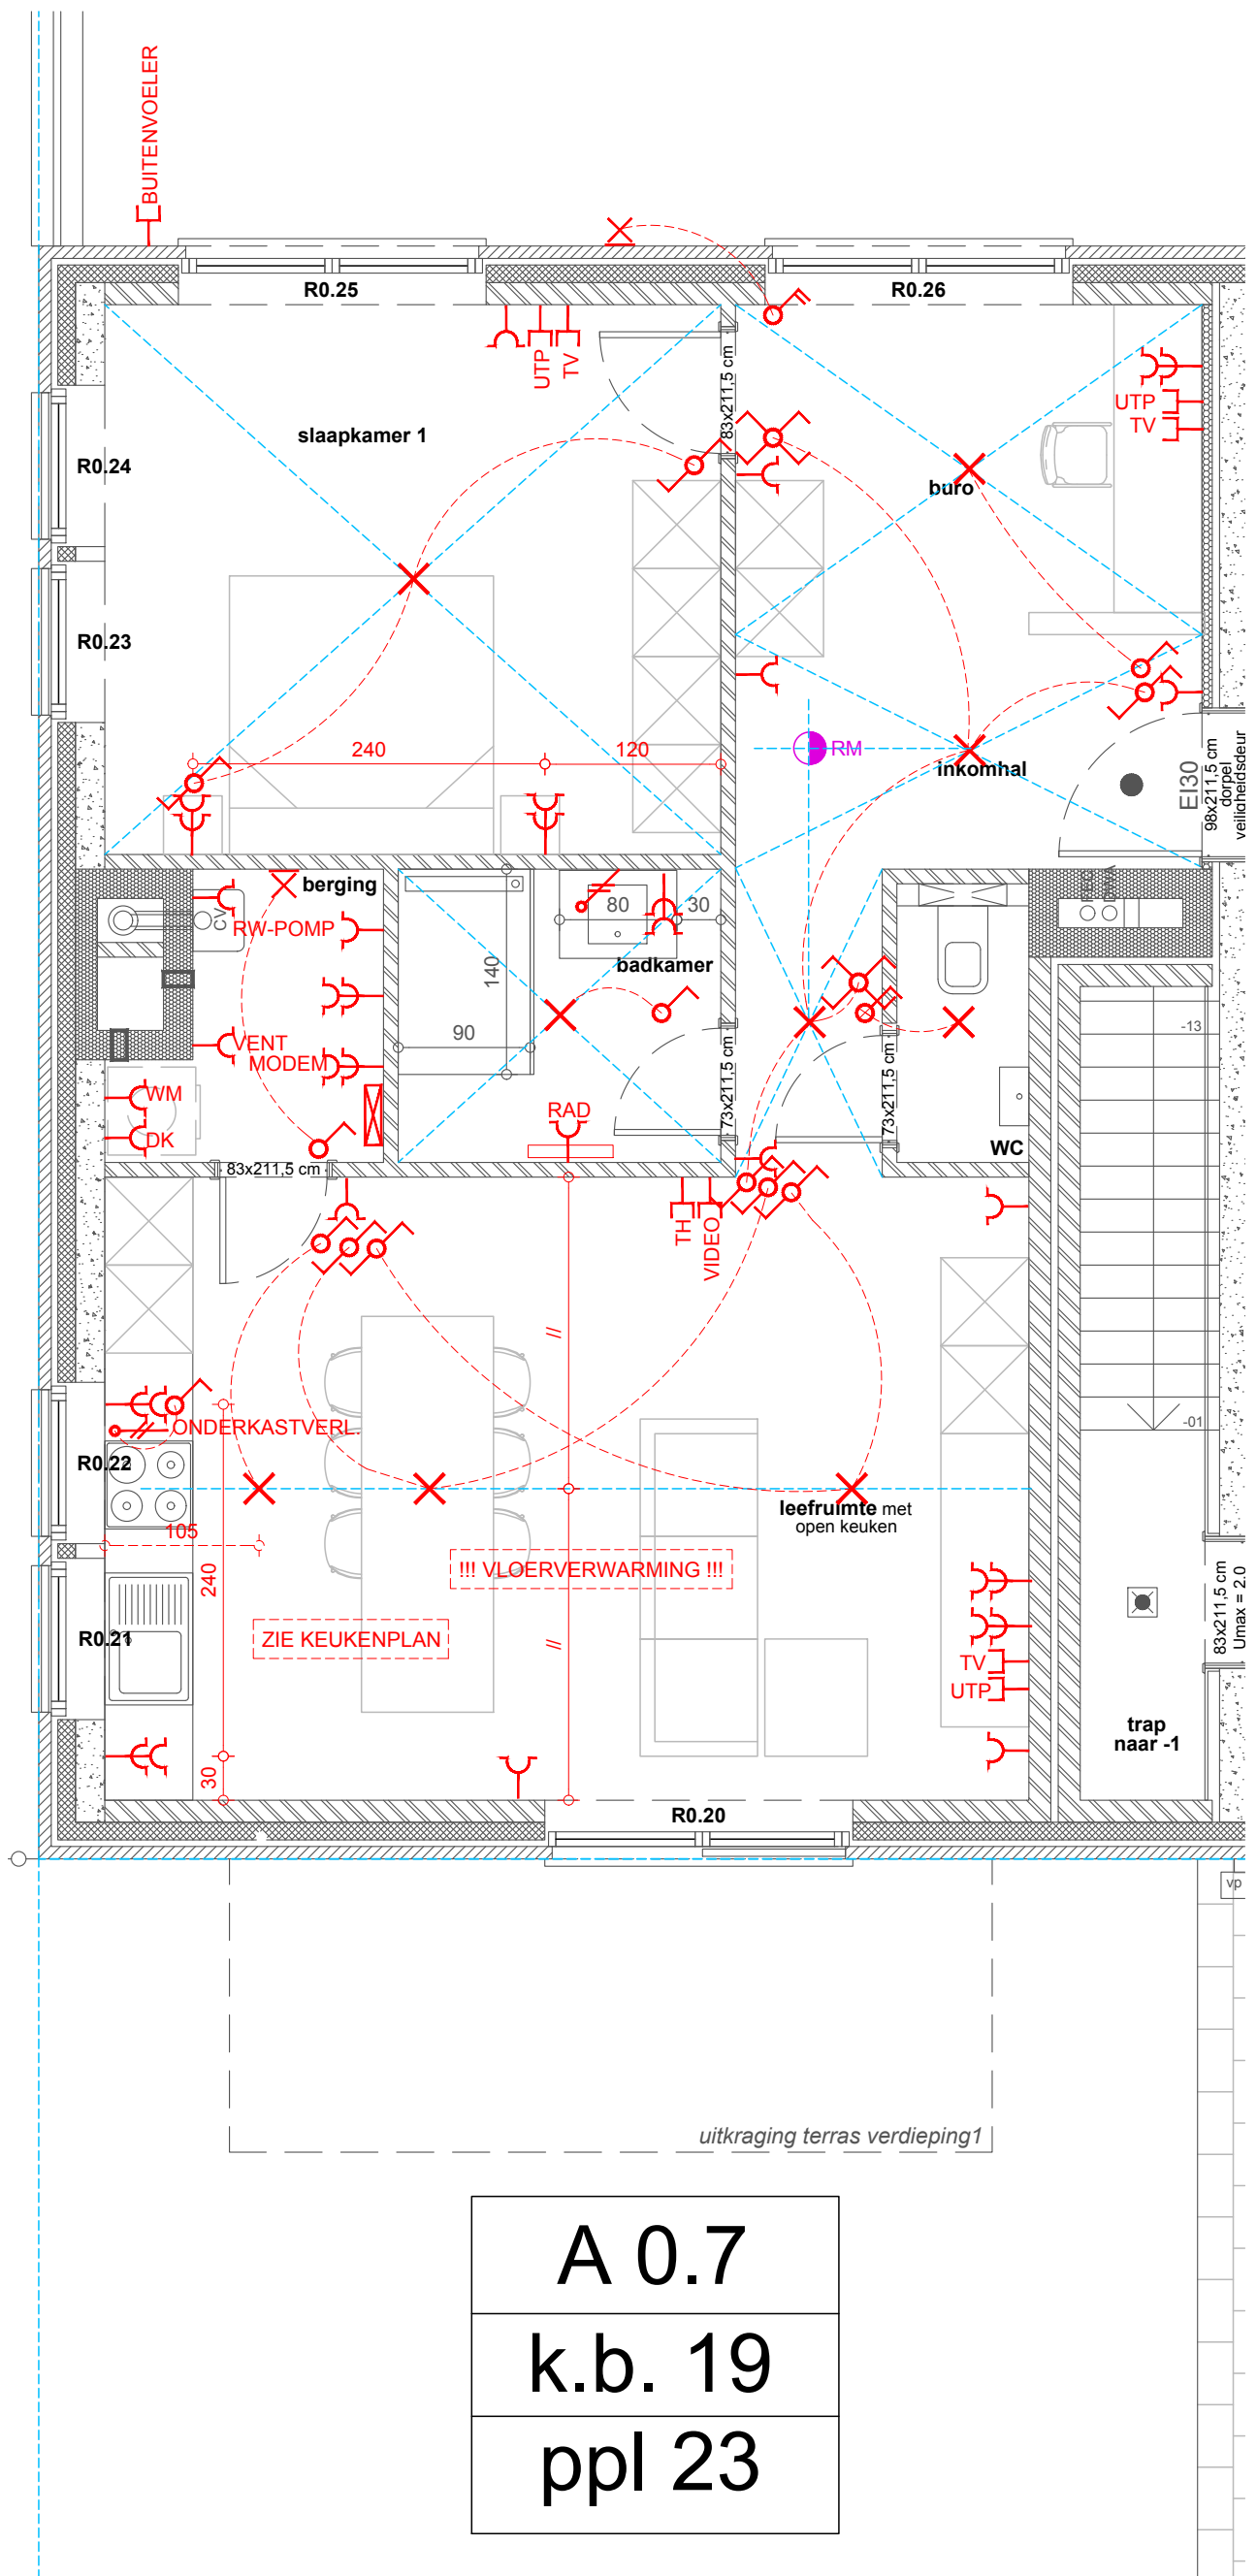 BUITENVOELER
R0.25
R0.26
UTP
TV
83x211,5 cm
UTP
TV
slaapkamer 1
R0.24
buro
R0.23
240
120
RM
inkomhal
EI30
98x211,5 cm
dorpel
veiligheidsdeur
berging
CV
RW-POMP
80
30
badkamer
140
90
FEC
DWA
VENT
MODEM
WM
DK
RAD
73x211,5 cm
73x211,5 cm
WC
-13
83x211,5 cm
TH
VIDEO
//
ONDERKASTVERL.
R0.22
-01
leefruimte met
open keuken
105
240
!!! VLOERVERWARMING !!!
ZIE KEUKENPLAN
R0.21
//
TV
UTP
83x211,5 cm
Umax = 2.0
trap
naar -1
30
R0.20
vp
uitkraging terras verdieping1
A 0.7
k.b. 19
ppl 23